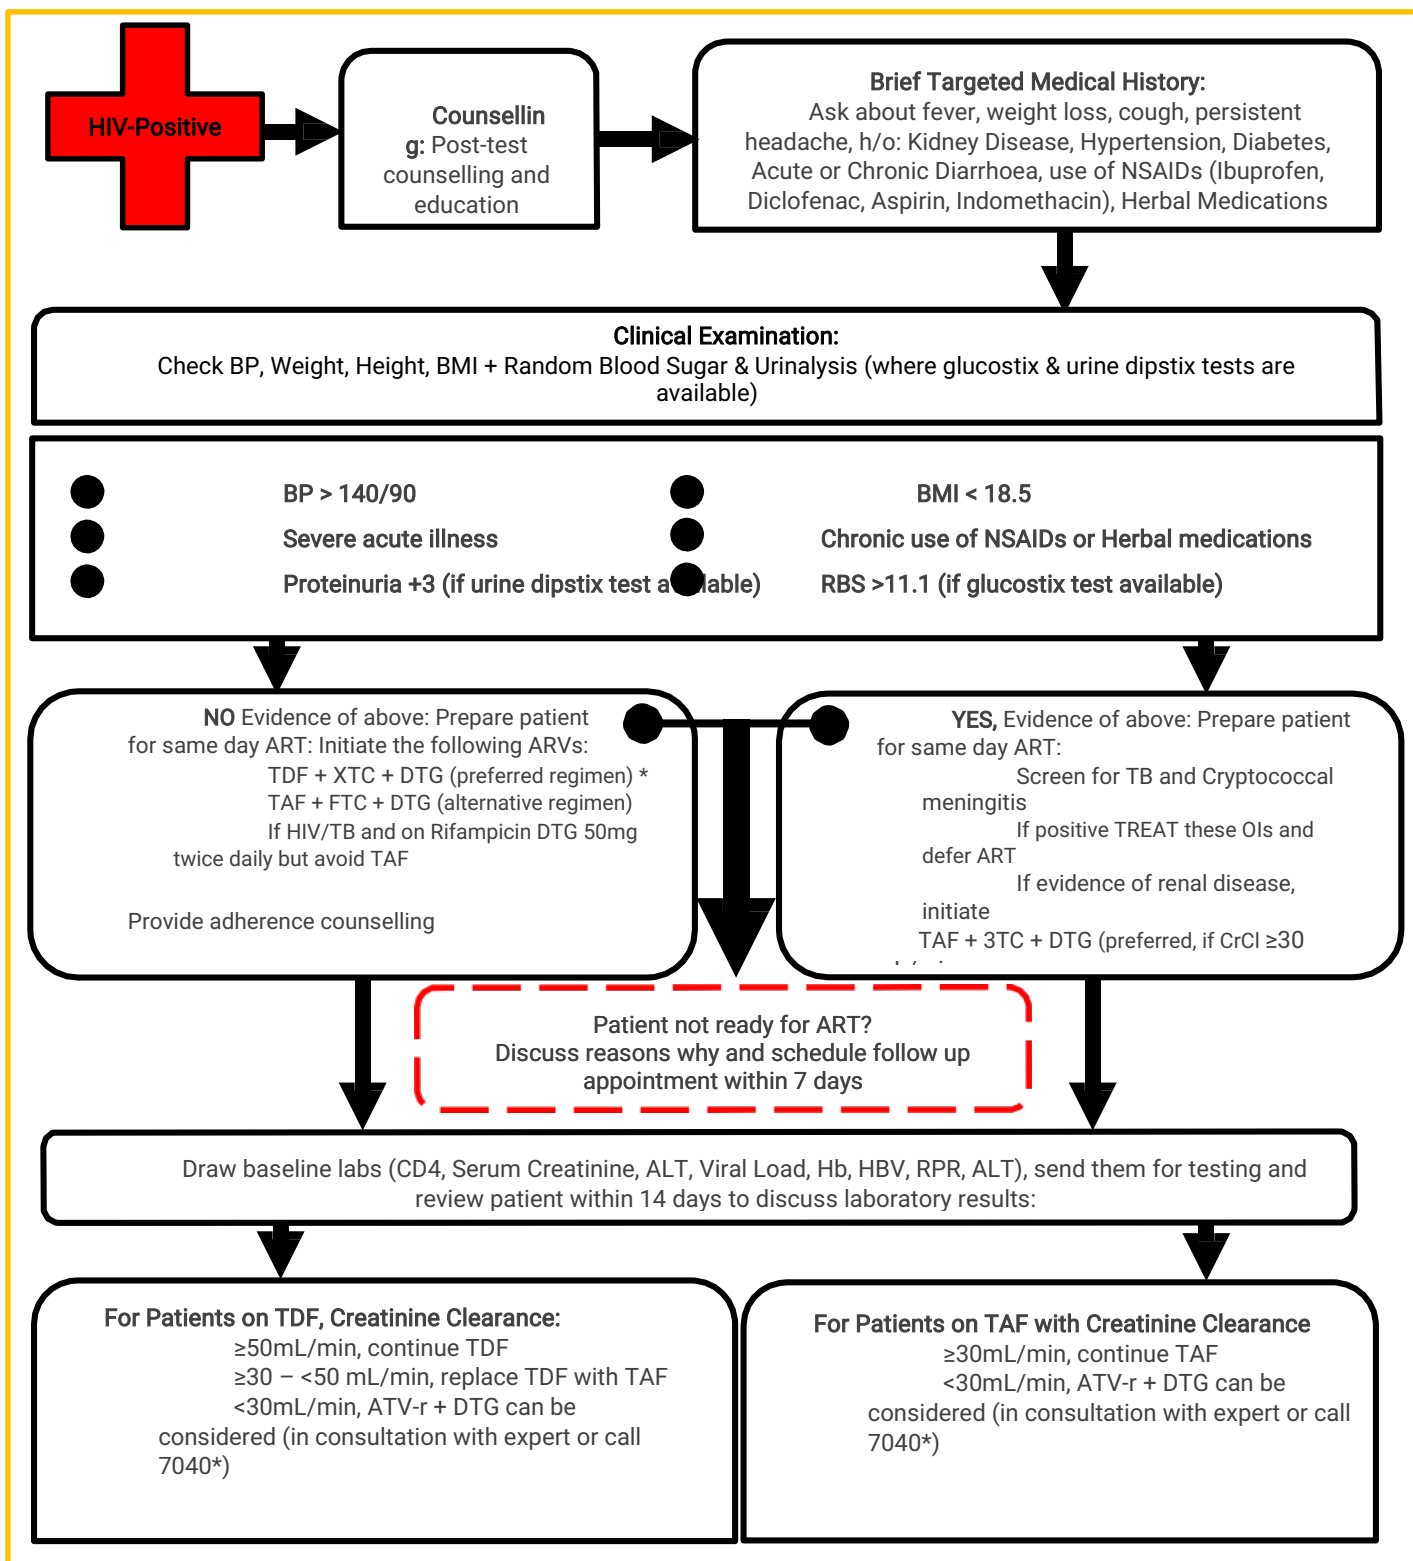 HIV-Positive
Counsellin
g: Post-test
counselling and
education
Brief Targeted Medical History:
Ask about fever, weight loss, cough, persistent
headache, h/o: Kidney Disease, Hypertension, Diabetes,
Acute or Chronic Diarrhoea, use of NSAIDs (Ibuprofen,
Diclofenac, Aspirin, Indomethacin), Herbal Medications
Clinical Examination:
Check BP, Weight, Height, BMI + Random Blood Sugar & Urinalysis (where glucostix & urine dipstix tests are
available)
BP > 140/90
BMI < 18.5
Severe acute illness
Chronic use of NSAIDs or Herbal medications
Proteinuria +3 (if urine dipstix test a lable)
RBS >11.1 (if glucostix test available)
NO Evidence of above: Prepare patient
for same day ART: Initiate the following ARVs:
TDF + XTC + DTG (preferred regimen) *
TAF + FTC + DTG (alternative regimen)
If HIV/TB and on Rifampicin DTG 50mg
twice daily but avoid TAF
Provide adherence counselling
YES, Evidence of above: Prepare patient
for same day ART:
Screen for TB and Cryptococcal
meningitis
If positive TREAT these OIs and
defer ART
If evidence of renal disease,
initiate
TAF + 3TC + DTG (preferred, if CrCl ≥30
Patient not ready for ART?
Discuss reasons why and schedule follow up
appointment within 7 days
Draw baseline labs (CD4, Serum Creatinine, ALT, Viral Load, Hb, HBV, RPR, ALT), send them for testing and
review patient within 14 days to discuss laboratory results:
For Patients on TDF, Creatinine Clearance:
≥50mL/min, continue TDF
≥30 – <50 mL/min, replace TDF with TAF
<30mL/min, ATV-r + DTG can be
considered (in consultation with expert or call
7040*)
For Patients on TAF with Creatinine Clearance
≥30mL/min, continue TAF
<30mL/min, ATV-r + DTG can be
considered (in consultation with expert or call
7040*)